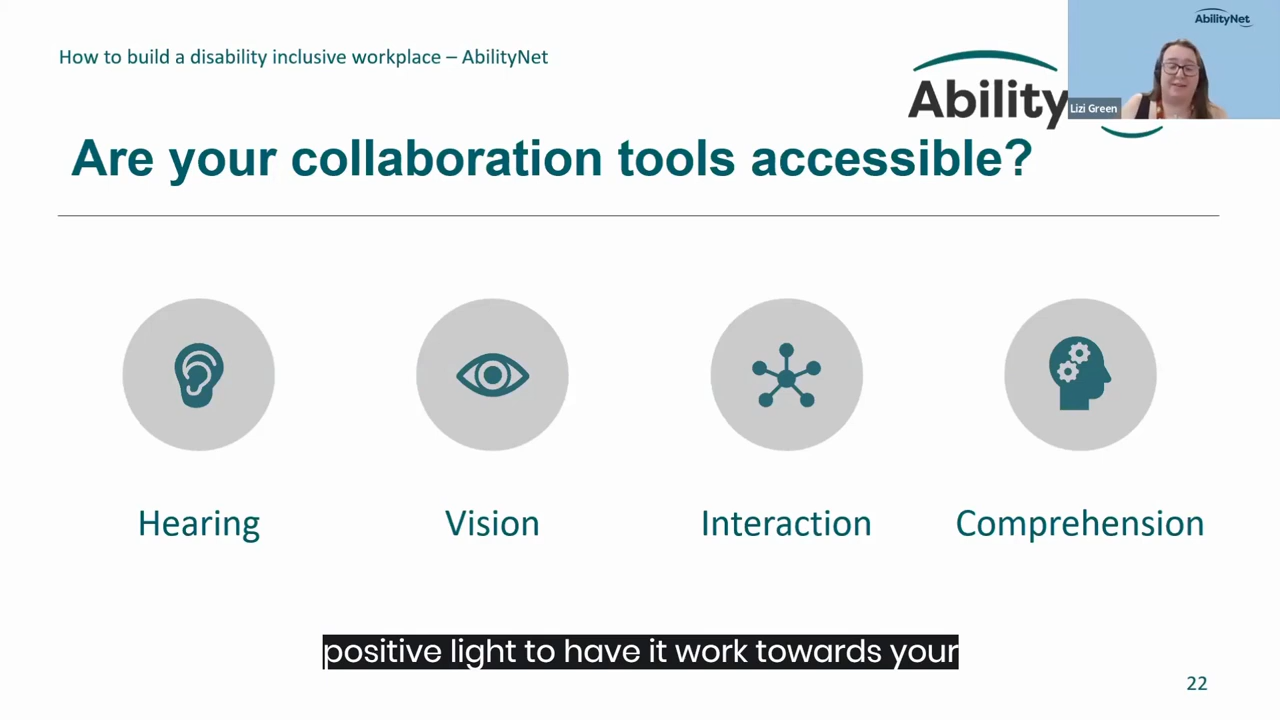 How to build a disability inclusive workplace – AbilityNet
AbilityNet
Ability
Lizi Green
Are your collaboration tools accessible?
Hearing
Vision
Interaction
Comprehension
positive light to have it work towards your
22